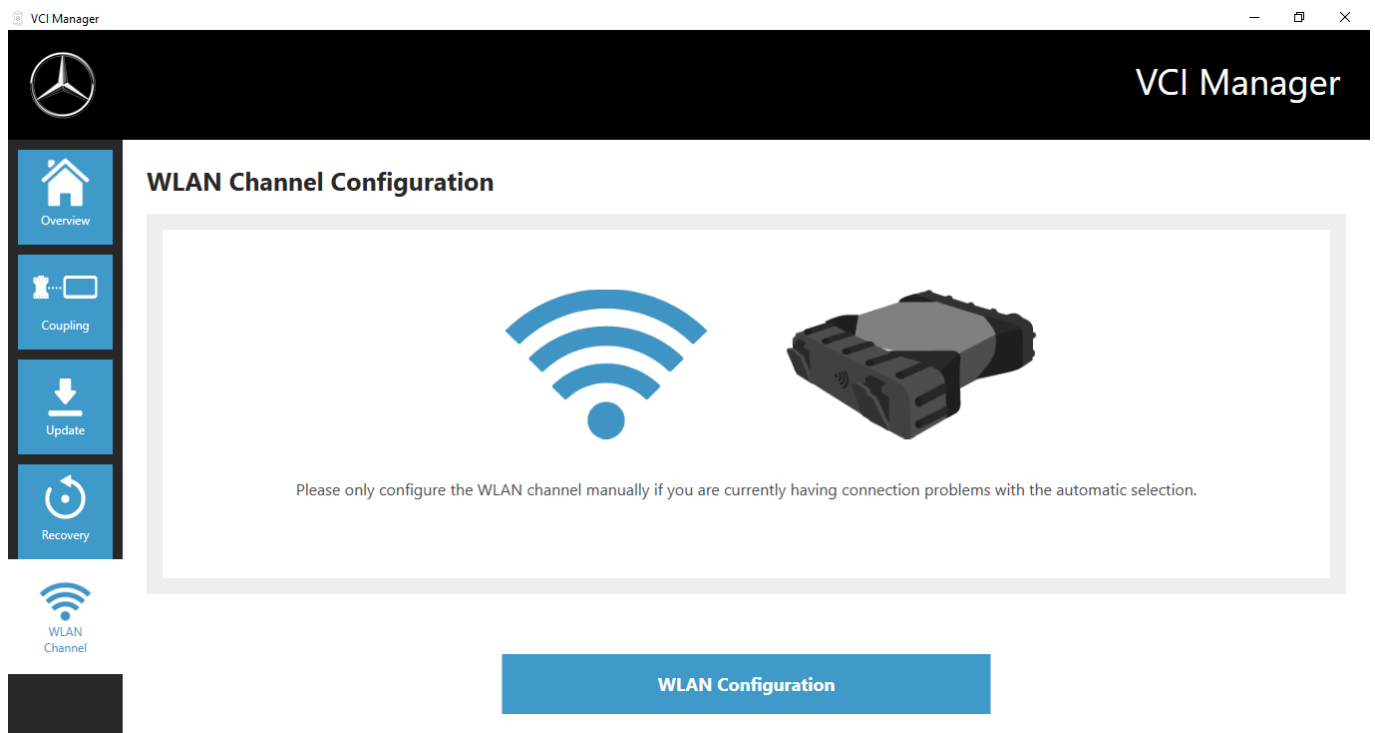 VCI Manager
VCI Manager
Overview
Coupling
Update
Recovery
WLAN
Channel
WLAN Channel Configuration
Please only configure the WLAN channel manually if you are currently having connection problems with the automatic selection.
WLAN Configuration